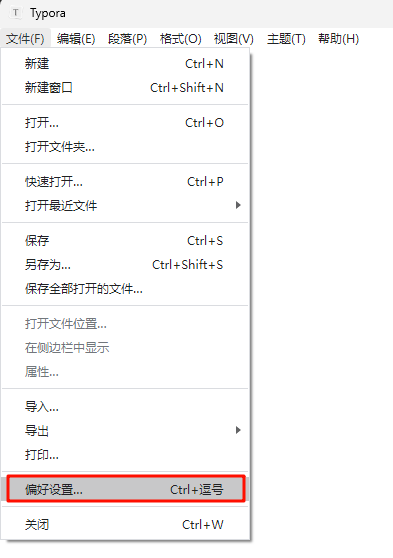 T Typora
文件(F) 编辑(E) 段落(P) 格式(O) 视图(V) 主题(T) 帮助(H)
新建 Ctrl+N
新建窗口 Ctrl+Shift+N
打开... Ctrl+O
打开文件夹...
快速打开... Ctrl+P
打开最近文件
保存 Ctrl+S
另存为... Ctrl+Shift+S
保存全部打开的文件...
打开文件位置...
在侧边栏中显示
属性...
导入...
导出
打印...
偏好设置... Ctrl+逗号
关闭 Ctrl+W